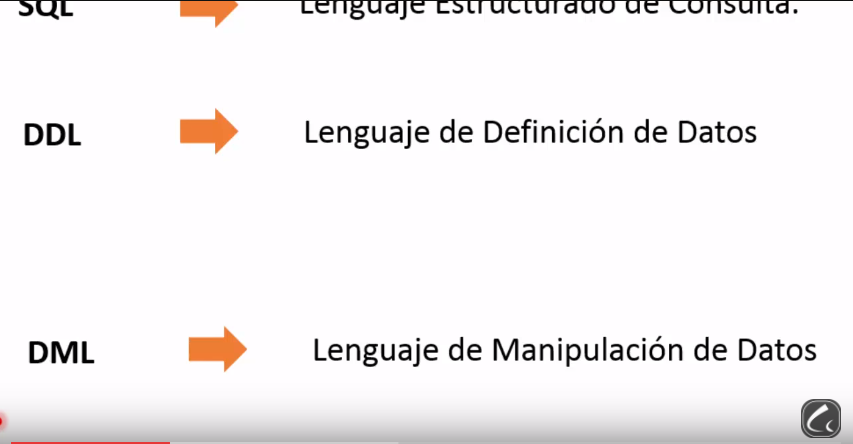 SQL Lenguaje Estructurado de Consulta.
DDL Lenguaje de Definición de Datos
DML Lenguaje de Manipulación de Datos